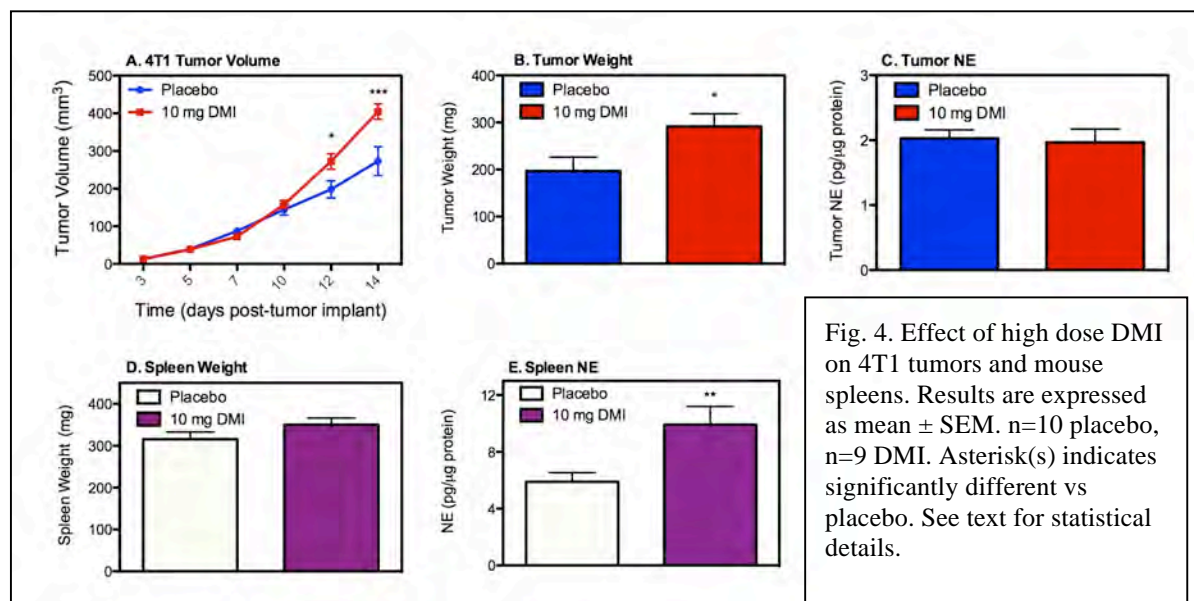 A. 4T1 Tumor Volume
Tumor Volume (mm³)
500
400
300
200
100
0
Placebo
10 mg DMI
*
***
3
5
7
10
12
14
Time (days post-tumor implant)
B. Tumor Weight
Tumor Weight (mg)
400
300
200
100
0
Placebo
10 mg DMI
*
C. Tumor NE
Tumor NE (pg/µg protein)
3
2
1
0
Placebo
10 mg DMI
D. Spleen Weight
Spleen Weight (mg)
400
300
200
100
0
Placebo
10 mg DMI
E. Spleen NE
NE (pg/µg protein)
12
8
4
0
Placebo
10 mg DMI
**
Fig. 4. Effect of high dose DMI
on 4T1 tumors and mouse
spleens. Results are expressed
as mean ± SEM. n=10 placebo,
n=9 DMI. Asterisk(s) indicates
significantly different vs
placebo. See text for statistical
details.